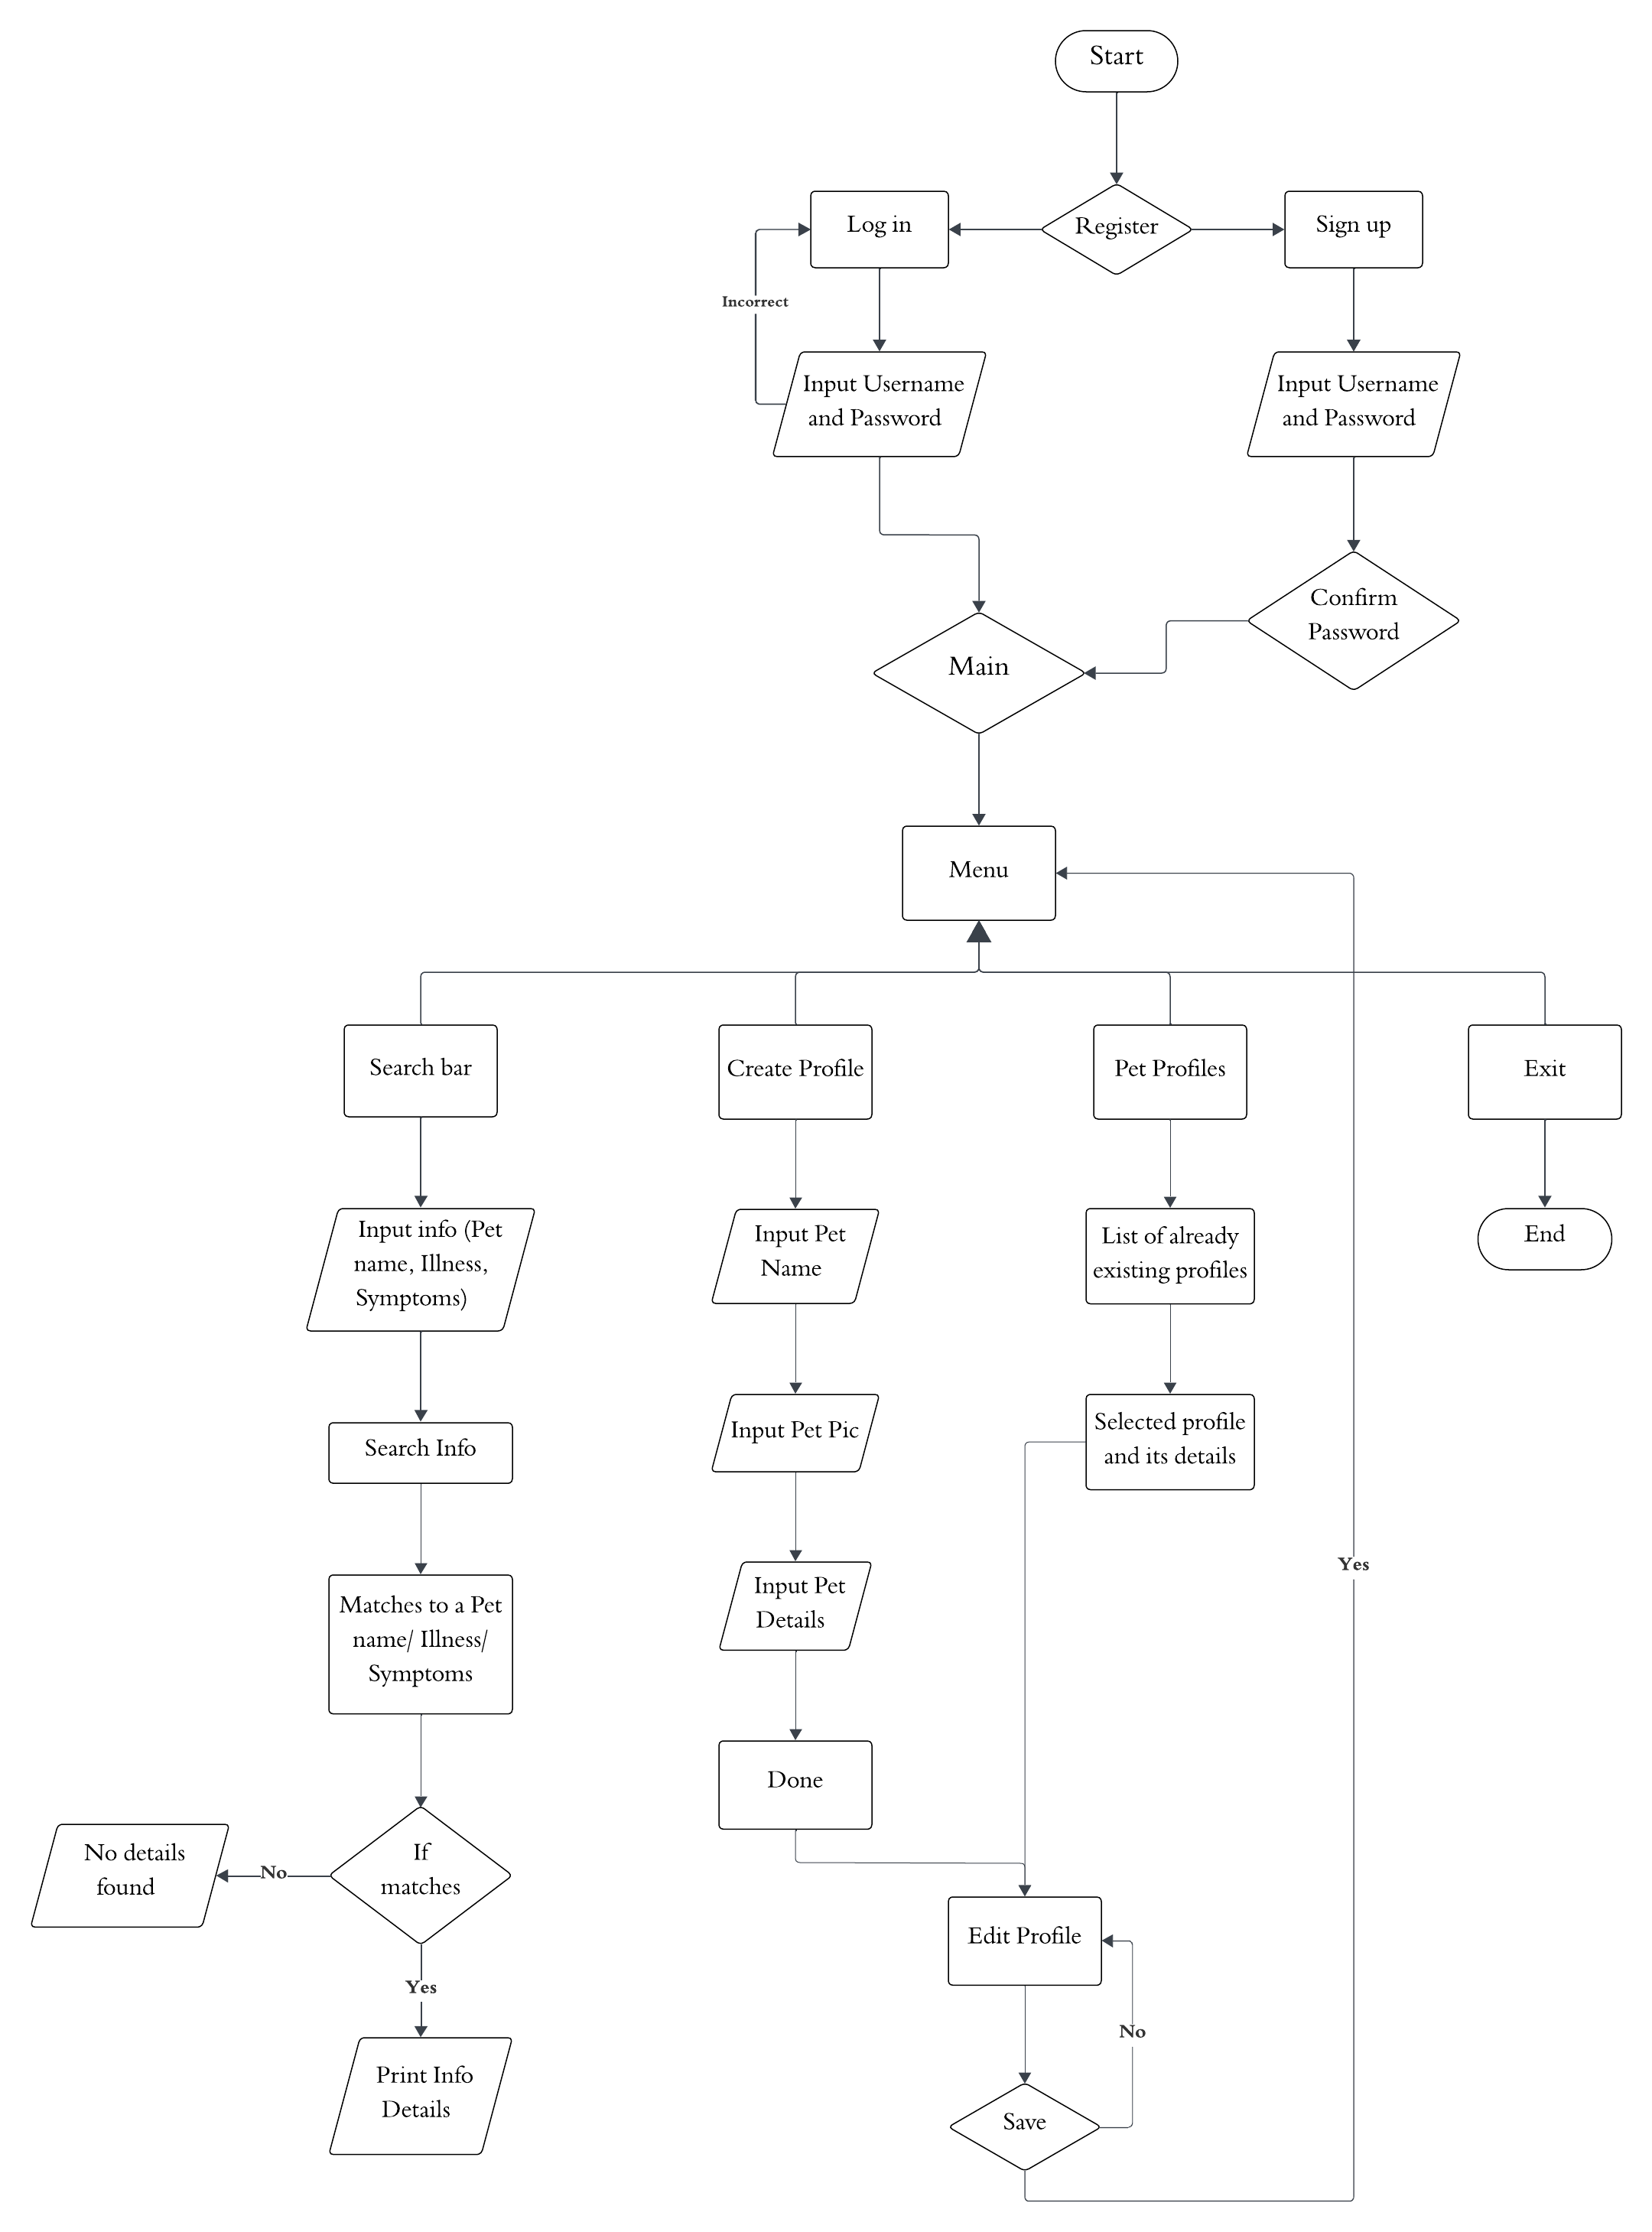 Start
Log in
Register
Sign up
Incorrect
Input Username
and Password
Input Username
and Password
Confirm
Password
Main
Menu
Search bar
Create Profile
Pet Profiles
Exit
Input info (Pet
name, Illness,
Symptoms)
Input Pet
Name
List of already
existing profiles
End
Search Info
Input Pet Pic
Selected profile
and its details
Yes
Matches to a Pet
name/ Illness/
Symptoms
Input Pet
Details
Done
If
matches
No
No details
found
Yes
Print Info
Details
Edit Profile
No
Save